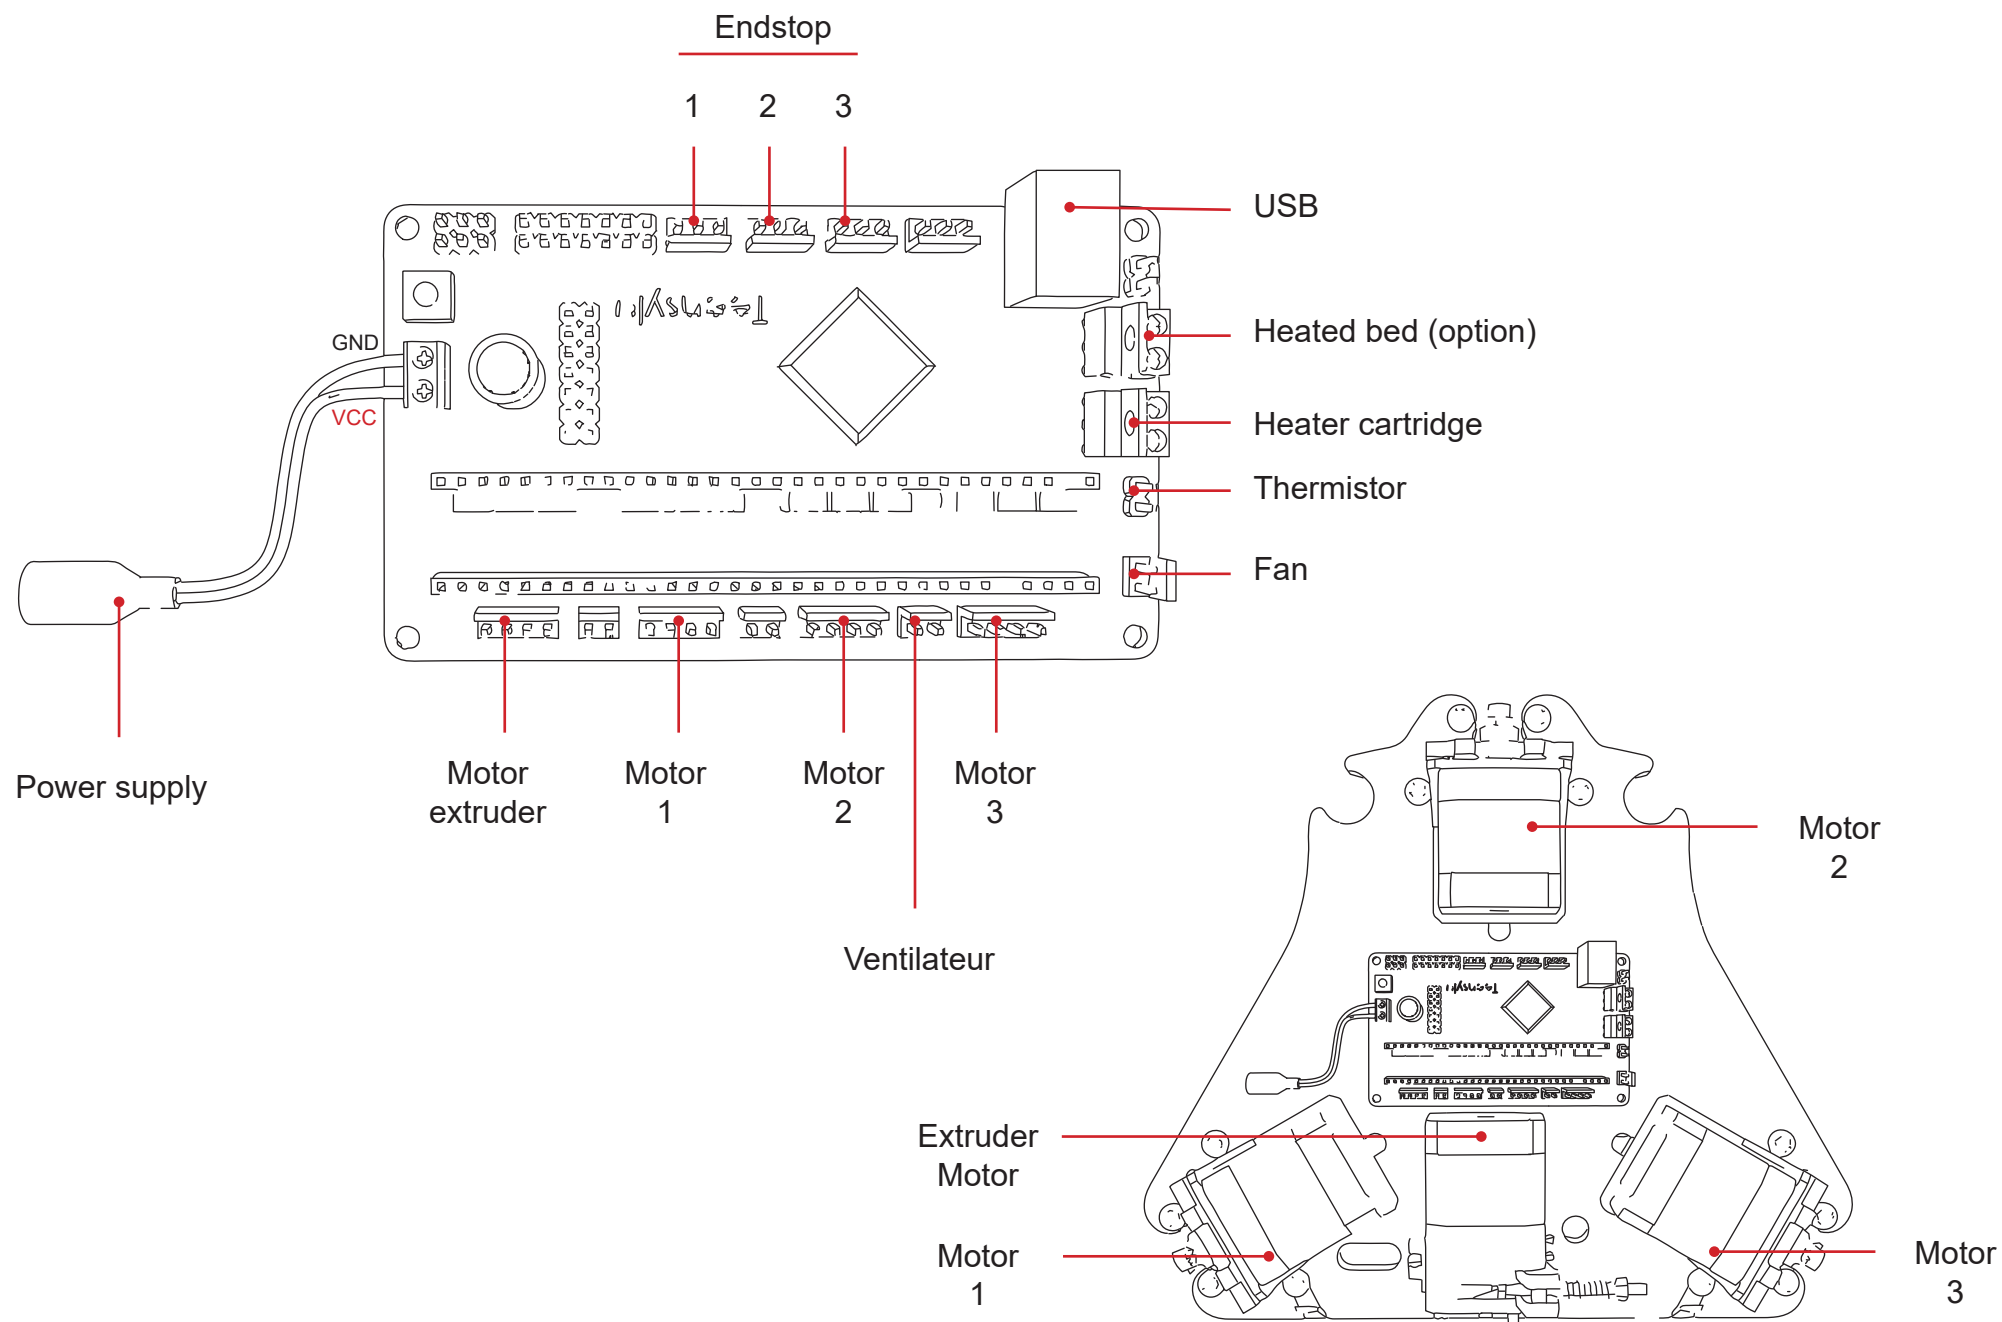 Endstop
1 2 3
USB
GND
Heated bed (option)
VCC
Heater cartridge
Thermistor
Fan
Power supply
Motor extruder
Motor 1
Motor 2
Motor 3
Ventilateur
Motor
2
Extruder
Motor
Motor
1
Motor
3